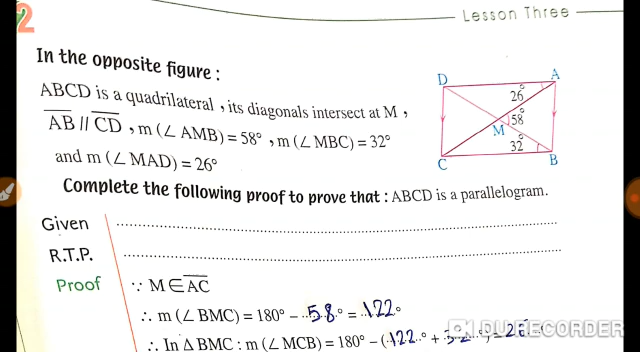 2
Lesson Three
In the opposite figure :
ABCD is a quadrilateral , its diagonals intersect at M ,
AB // CD , m (∠ AMB) = 58° , m (∠ MBC) = 32°
and m (∠ MAD) = 26°
D
A
26°
58°
M
32°
C
B
Complete the following proof to prove that : ABCD is a parallelogram.
Given
R.T.P.
Proof
∵ M ∈ AC
∴ m (∠ BMC) = 180° – 58° = 122°
∴ In Δ BMC : m (∠ MCB) = 180° – (122° + 32°) = 26°
DU RECORDER